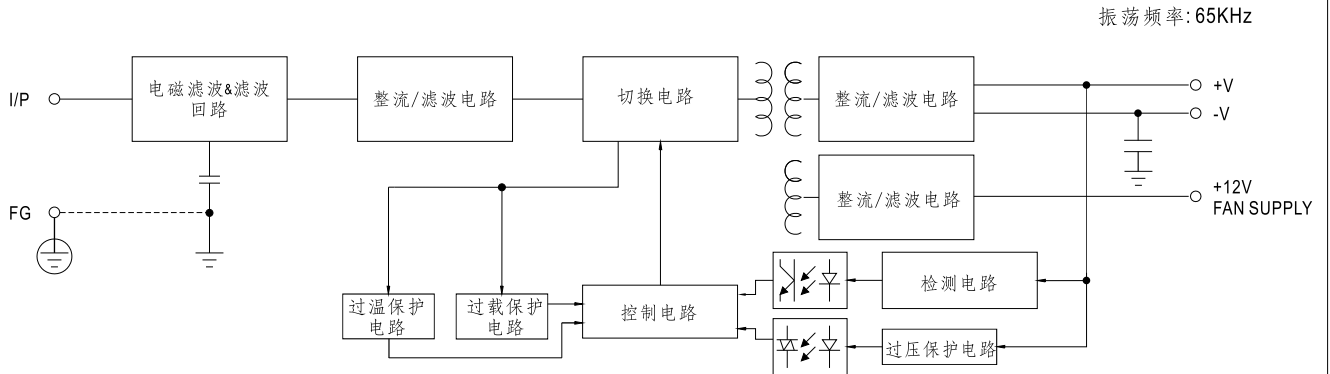 振荡频率: 65KHz
I/P
电磁滤波&滤波
回路
整流/滤波电路
切换电路
整流/滤波电路
+V
-V
整流/滤波电路
+12V
FAN SUPPLY
FG
过温保护
电路
过载保护
电路
控制电路
检测电路
过压保护电路